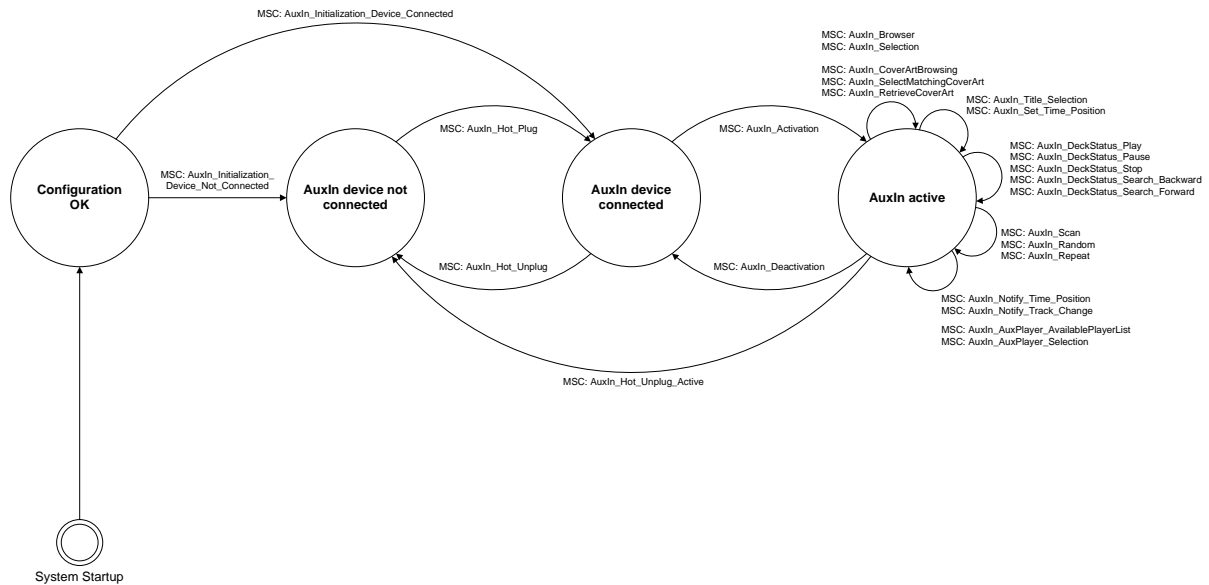 MSC: AuxIn_Initialization_Device_Connected
MSC: AuxIn_Browser
MSC: AuxIn_Selection
MSC: AuxIn_CoverArtBrowsing
MSC: AuxIn_SelectMatchingCoverArt
MSC: AuxIn_RetrieveCoverArt
MSC: AuxIn_Title_Selection
MSC: AuxIn_Set_Time_Position
MSC: AuxIn_Hot_Plug
MSC: AuxIn_Activation
MSC: AuxIn_DeckStatus_Play
MSC: AuxIn_DeckStatus_Pause
MSC: AuxIn_DeckStatus_Stop
MSC: AuxIn_DeckStatus_Search_Backward
MSC: AuxIn_DeckStatus_Search_Forward
Configuration
OK
MSC: AuxIn_Initialization_
Device_Not_Connected
AuxIn device not
connected
AuxIn device
connected
AuxIn active
MSC: AuxIn_Scan
MSC: AuxIn_Random
MSC: AuxIn_Repeat
MSC: AuxIn_Hot_Unplug
MSC: AuxIn_Deactivation
MSC: AuxIn_Notify_Time_Position
MSC: AuxIn_Notify_Track_Change
MSC: AuxIn_AuxPlayer_AvailablePlayerList
MSC: AuxIn_AuxPlayer_Selection
MSC: AuxIn_Hot_Unplug_Active
System Startup